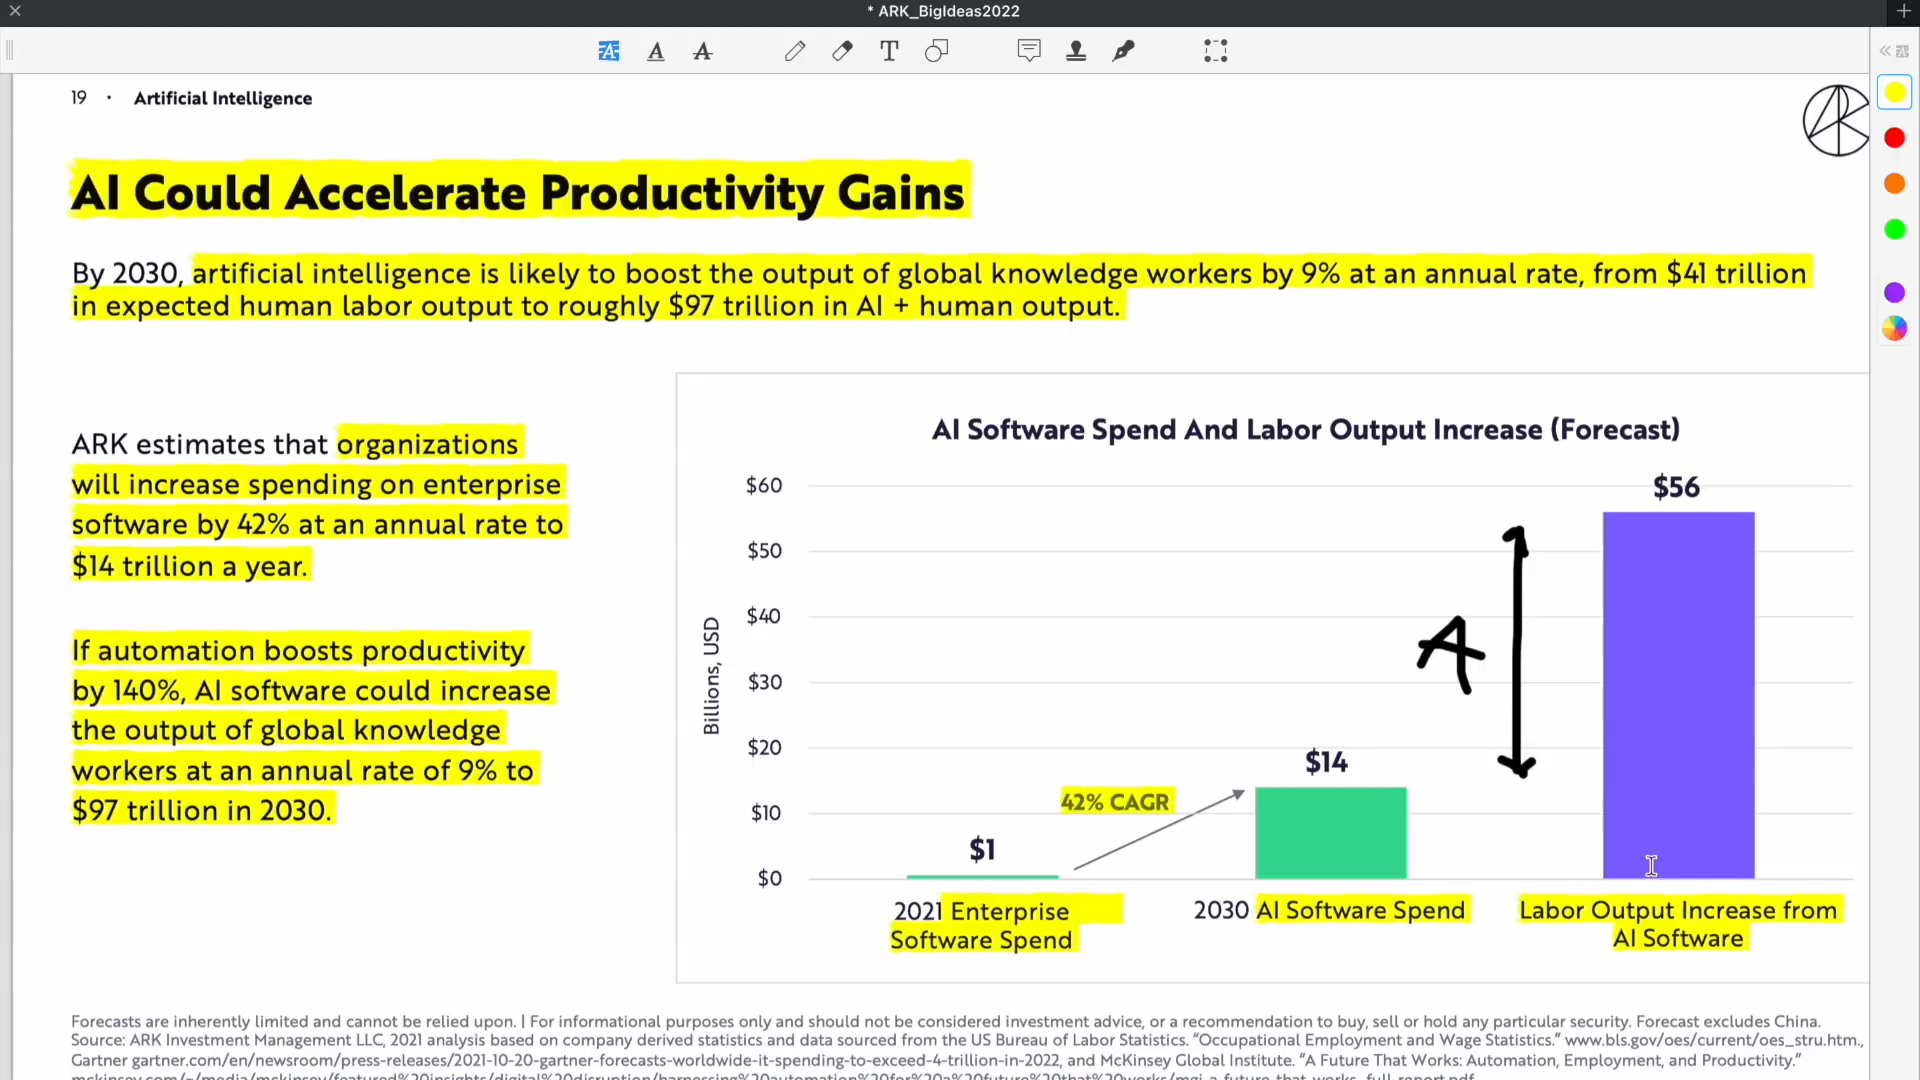 * ARK_BigIdeas2022
19 · Artificial Intelligence
AI Could Accelerate Productivity Gains
By 2030, artificial intelligence is likely to boost the output of global knowledge workers by 9% at an annual rate, from $41 trillion
in expected human labor output to roughly $97 trillion in AI + human output.
ARK estimates that organizations
will increase spending on enterprise
software by 42% at an annual rate to
$14 trillion a year.
If automation boosts productivity
by 140%, AI software could increase
the output of global knowledge
workers at an annual rate of 9% to
$97 trillion in 2030.
AI Software Spend And Labor Output Increase (Forecast)
Billions, USD
$60
$50
$40
$30
$20
$10
$0
$1
42% CAGR
$14
A
$56
2021 Enterprise
Software Spend
2030 AI Software Spend
Labor Output Increase from
AI Software
Forecasts are inherently limited and cannot be relied upon. | For informational purposes only and should not be considered investment advice, or a recommendation to buy, sell or hold any particular security. Forecast excludes China.
Source: ARK Investment Management LLC, 2021 analysis based on company derived statistics and data sourced from the US Bureau of Labor Statistics. “Occupational Employment and Wage Statistics.” www.bls.gov/oes/current/oes_stru.htm.,
Gartner gartner.com/en/newsroom/press-releases/2021-10-20-gartner-forecasts-worldwide-it-spending-to-exceed-4-trillion-in-2022, and McKinsey Global Institute. “A Future That Works: Automation, Employment, and Productivity.”